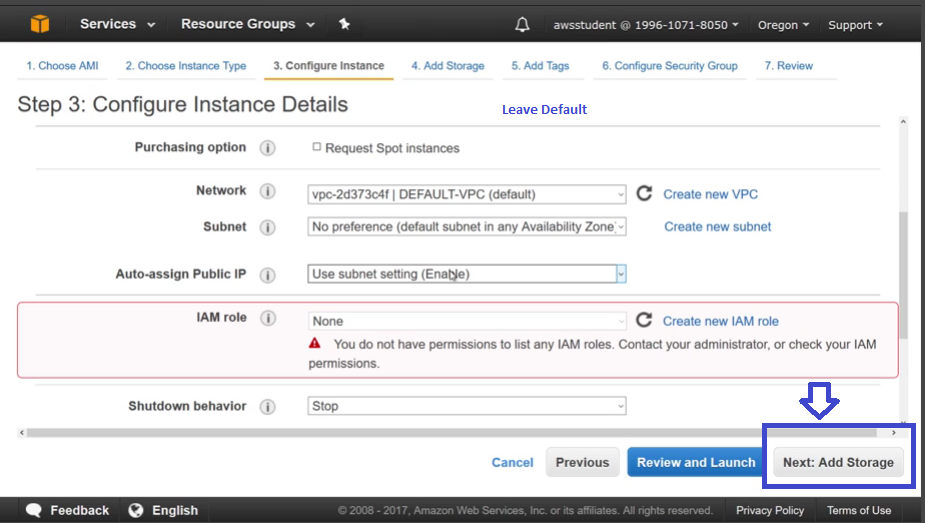 Services Resource Groups awsstudent @ 1996-1071-8050 Oregon Support
1. Choose AMI 2. Choose Instance Type 3. Configure Instance 4. Add Storage 5. Add Tags 6. Configure Security Group 7. Review
Step 3: Configure Instance Details
Leave Default
Purchasing option i Request Spot instances
Network i vpc-2d373c4f | DEFAULT-VPC (default) Create new VPC
Subnet i No preference (default subnet in any Availability Zone) Create new subnet
Auto-assign Public IP i Use subnet setting (Enable)
IAM role i None Create new IAM role
You do not have permissions to list any IAM roles. Contact your administrator, or check your IAM
permissions.
Shutdown behavior i Stop
Cancel Previous Review and Launch Next: Add Storage
Feedback English © 2008 - 2017, Amazon Web Services, Inc. or its affiliates. All rights reserved. Privacy Policy Terms of Use